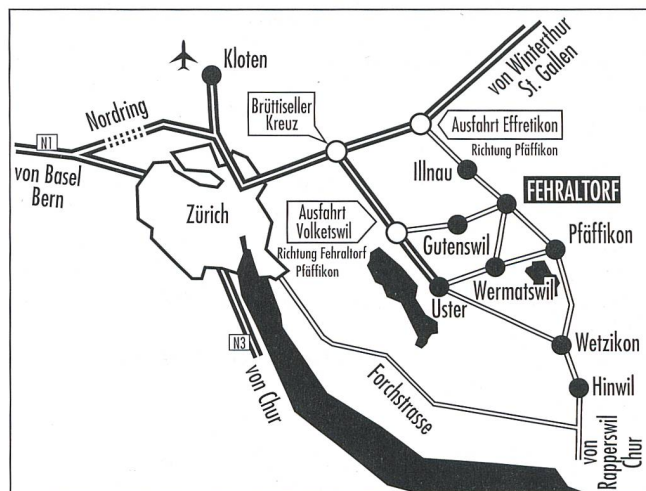 Kloten
von Winterthur
St. Gallen
Nordring
Brüttiseller
Kreuz
Ausfahrt Effretikon
Richtung Pfäffikon
N1
von Basel
Bern
Illnau
FEHRALTORF
Zürich
Ausfahrt
Volketswil
Richtung Fehraltorf
Pfäffikon
Gutenswil
Pfäffikon
Wermatswil
Uster
N3
von Chur
Forchstrasse
Wetzikon
Hinwil
von
Rapperswil
Chur